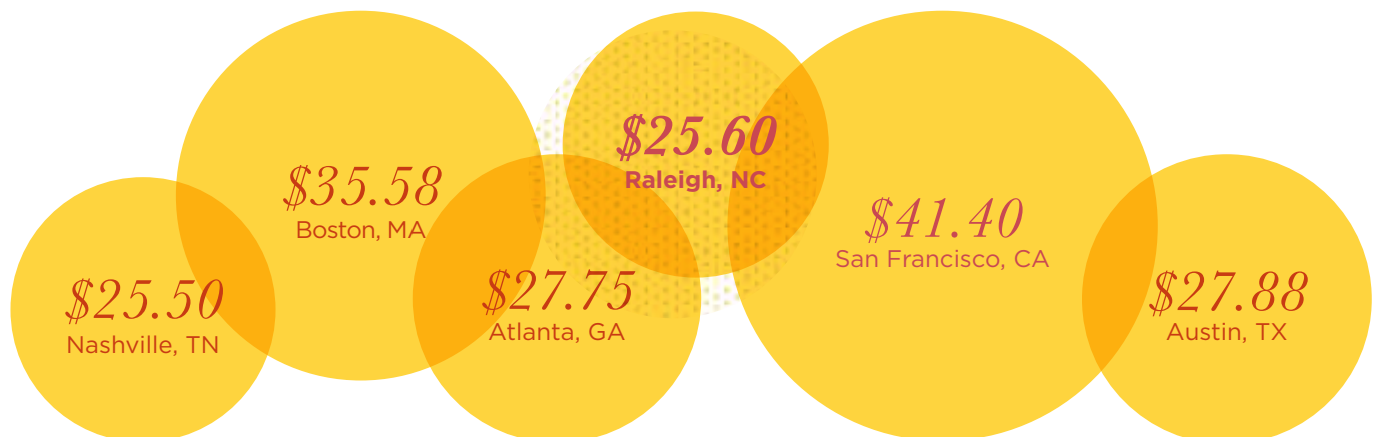 $25.50
Nashville, TN
$35.58
Boston, MA
$27.75
Atlanta, GA
$25.60
Raleigh, NC
$41.40
San Francisco, CA
$27.88
Austin, TX